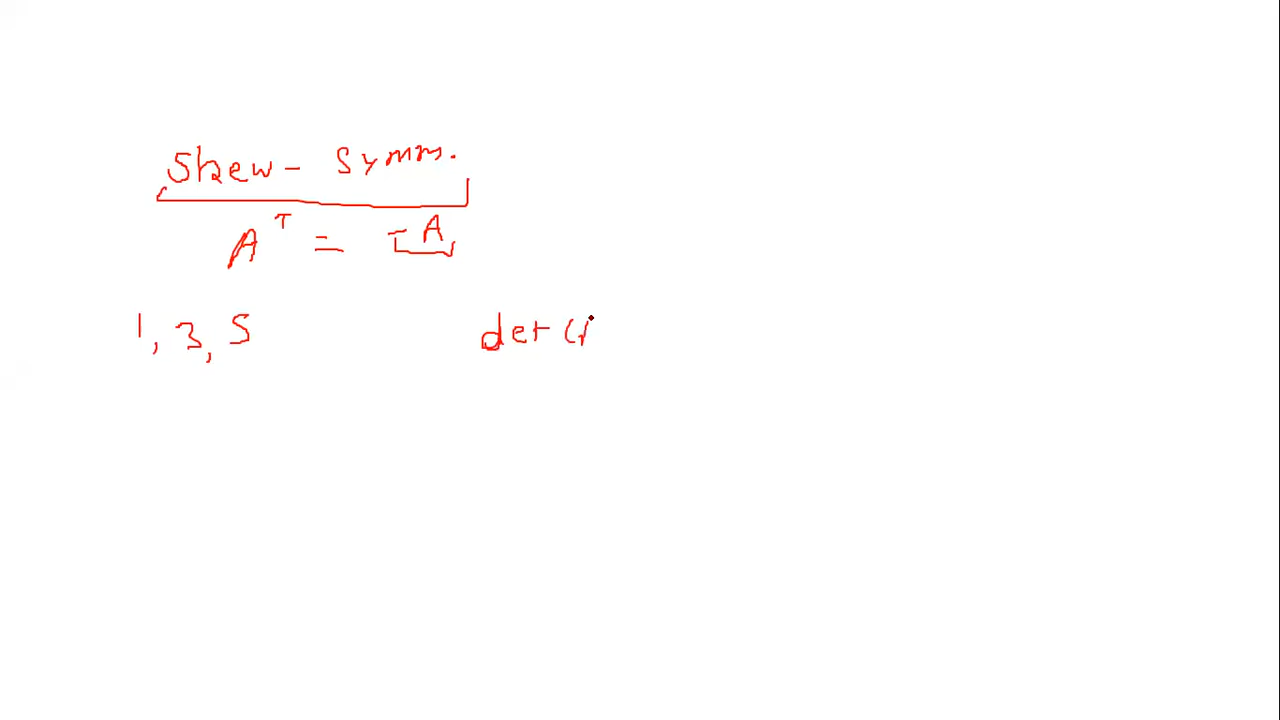 Skew - Symm.
A^T = -A
1, 3, 5
det (